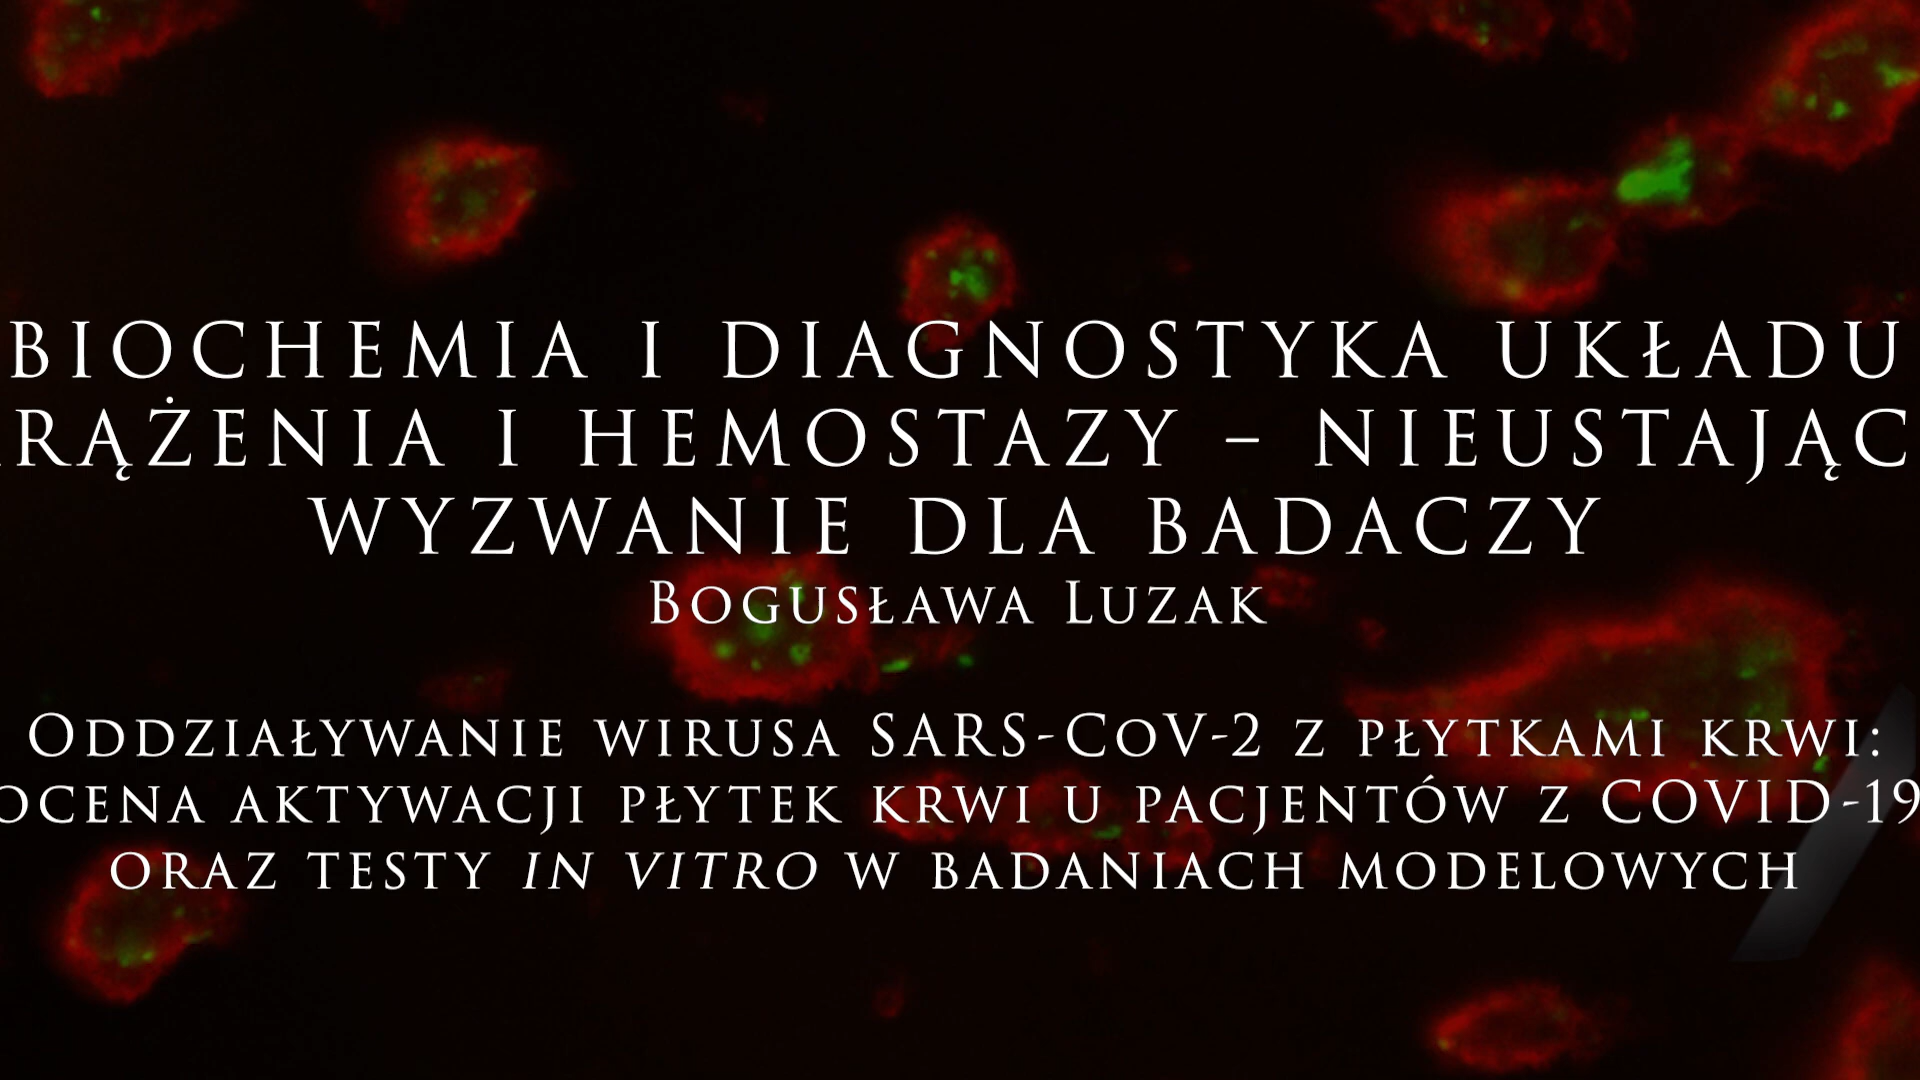 BIOCHEMIA I DIAGNOSTYKA UKŁADU
RĄŻENIA I HEMOSTAZY – NIEUSTAJĄC
WYZWANIE DLA BADACZY
Bogusława Luzak
Oddziaływanie wirusa SARS-CoV-2 z płytkami krwi:
ocena aktywacji płytek krwi u pacjentów z COVID-19
oraz testy in vitro w badaniach modelowych